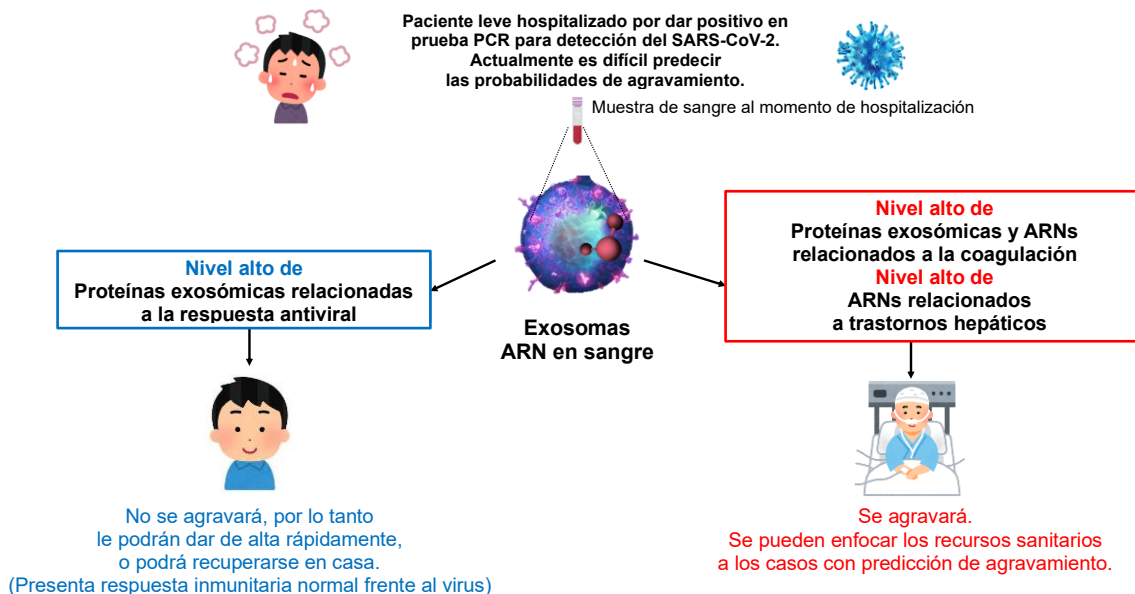 Paciente leve hospitalizado por dar positivo en
prueba PCR para detección del SARS-CoV-2.
Actualmente es difícil predecir
las probabilidades de agravamiento.
Muestra de sangre al momento de hospitalización
Nivel alto de
Proteínas exosómicas relacionadas
a la respuesta antiviral
Exosomas
ARN en sangre
Nivel alto de
Proteínas exosómicas y ARNs
relacionados a la coagulación
Nivel alto de
ARNs relacionados
a trastornos hepáticos
No se agravará, por lo tanto
le podrán dar de alta rápidamente,
o podrá recuperarse en casa.
(Presenta respuesta inmunitaria normal frente al virus)
Se agravará.
Se pueden enfocar los recursos sanitarios
a los casos con predicción de agravamiento.